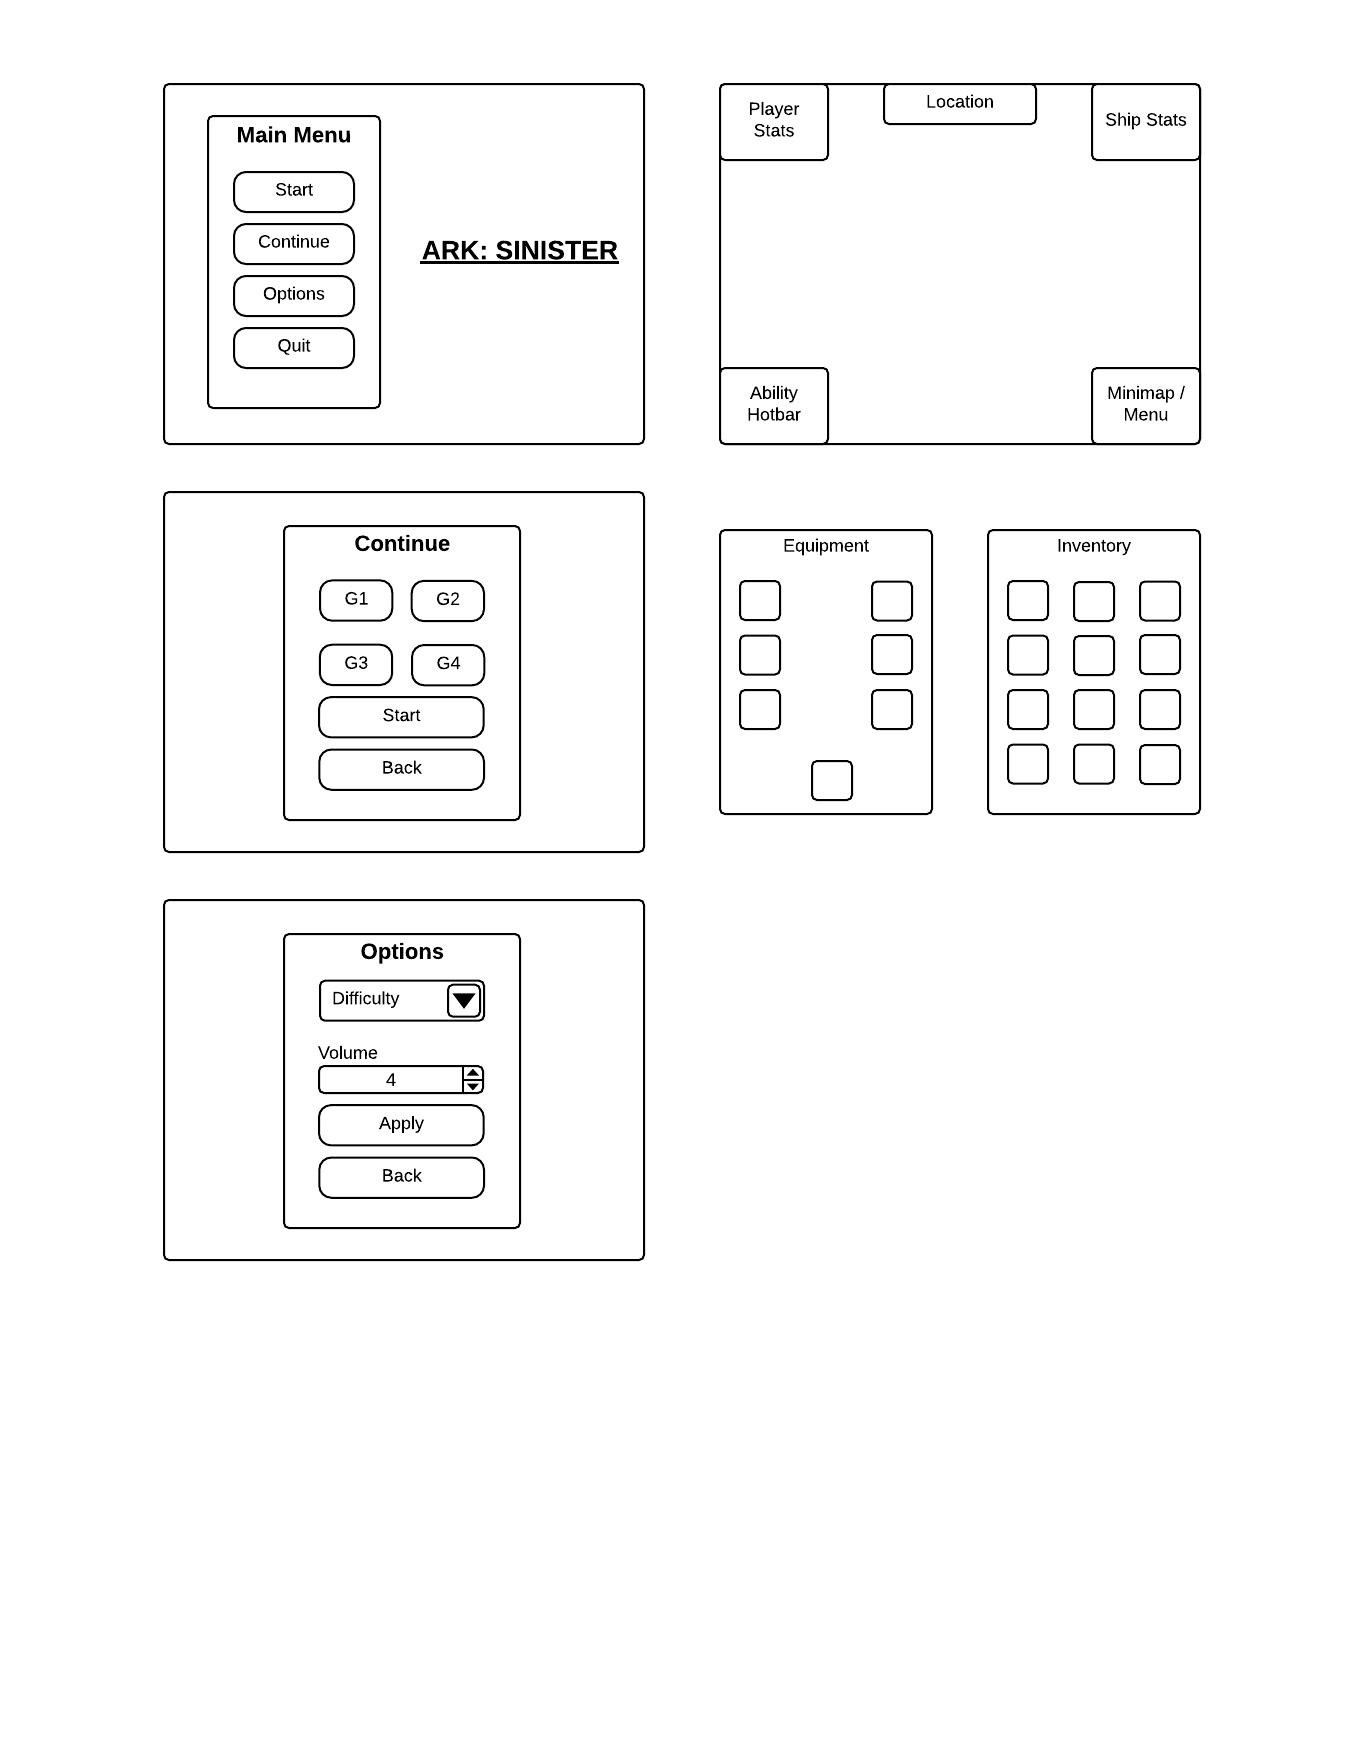 Main Menu
Start
Continue
Options
Quit
ARK: SINISTER
Player
Stats
Location
Ship Stats
Ability
Hotbar
Minimap /
Menu
Continue
G1
G2
G3
G4
Start
Back
Equipment
Inventory
Options
Difficulty
Volume
4
Apply
Back